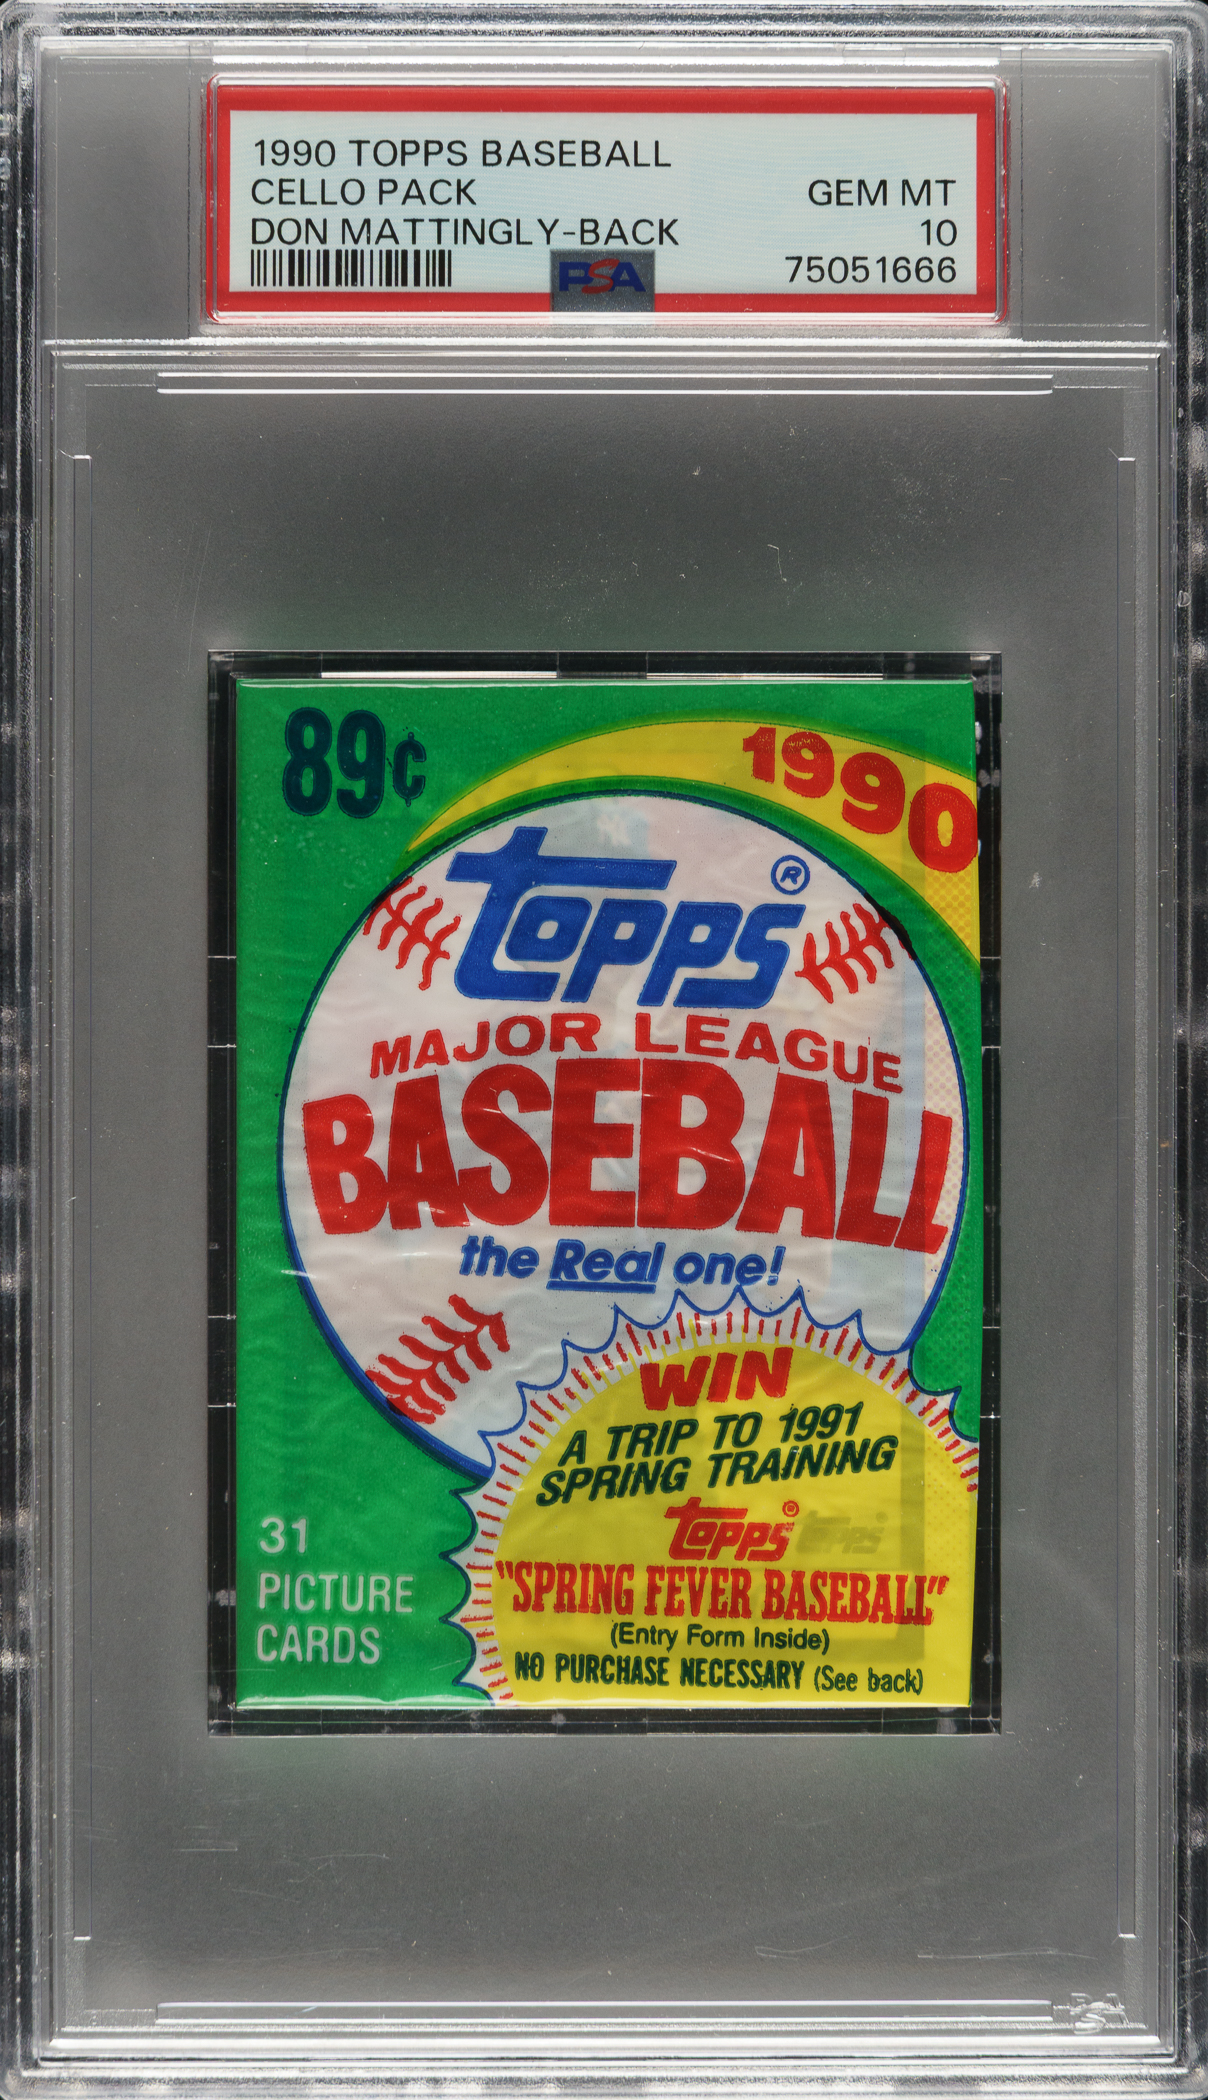 1990 TOPPS BASEBALL
CELLO PACK GEM MT
DON MATTINGLY-BACK 10
PSA 75051666
89¢
1990
Topps®
MAJOR LEAGUE
BASEBALL
the Real one!
WIN
A TRIP TO 1991
SPRING TRAINING
Topps® Topps
"SPRING FEVER BASEBALL"
(Entry Form Inside)
NO PURCHASE NECESSARY (See back)
31
PICTURE
CARDS
PSA